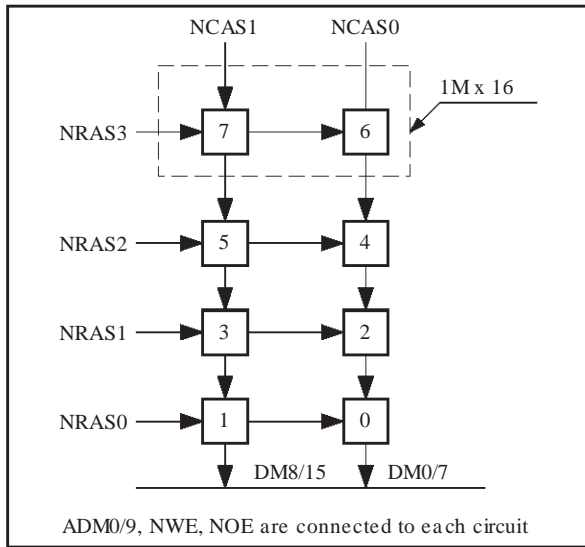 NCAS1 NCAS0
1M x 16
NRAS3 7 6
NRAS2 5 4
NRAS1 3 2
NRAS0 1 0
DM8/15 DM0/7
ADM0/9, NWE, NOE are connected to each circuit